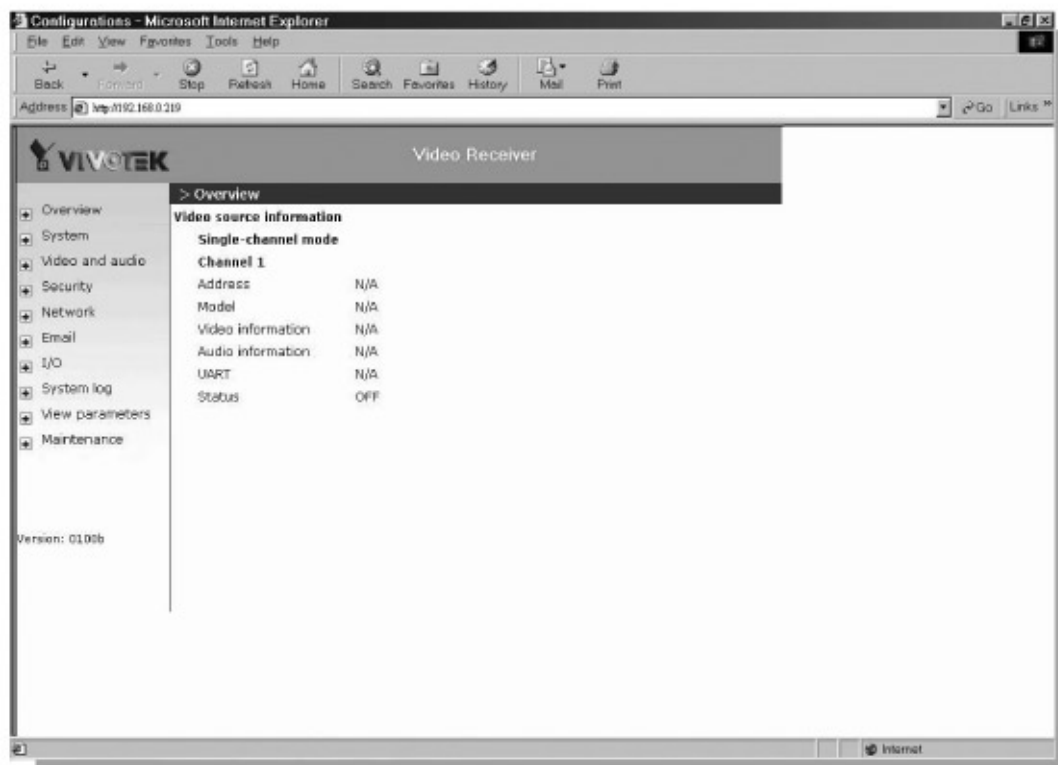 Configurations - Microsoft Internet Explorer
File Edit View Favorites Tools Help
Back Forward Stop Refresh Home Search Favorites History Mail Print
Address http://192.168.0.219 Go Links »
VIVOTEK Video Receiver
> Overview
Overview
System
Video and audio
Security
Network
Email
I/O
System log
View parameters
Maintenance
Version: 0100b
Video source information
Single-channel mode
Channel 1
Address N/A
Model N/A
Video information N/A
Audio information N/A
UART N/A
Status OFF
Internet